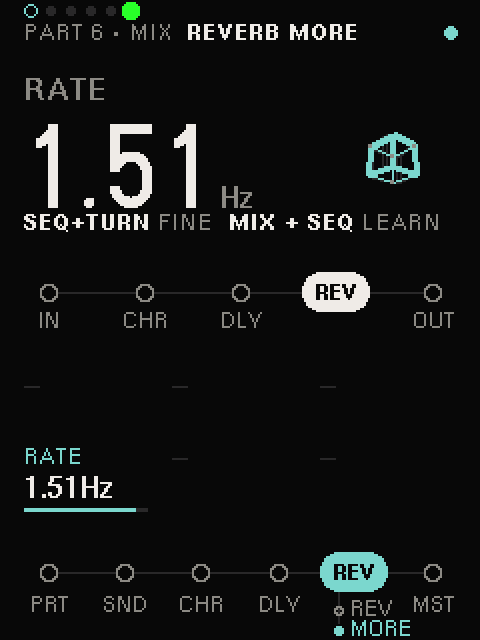 PART 6 · MIX REVERB MORE
RATE
1.51 Hz
SEQ+TURN FINE MIX + SEQ LEARN
IN CHR DLY REV OUT
RATE
1.51Hz
PRT SND CHR DLY REV MST
REV
MORE